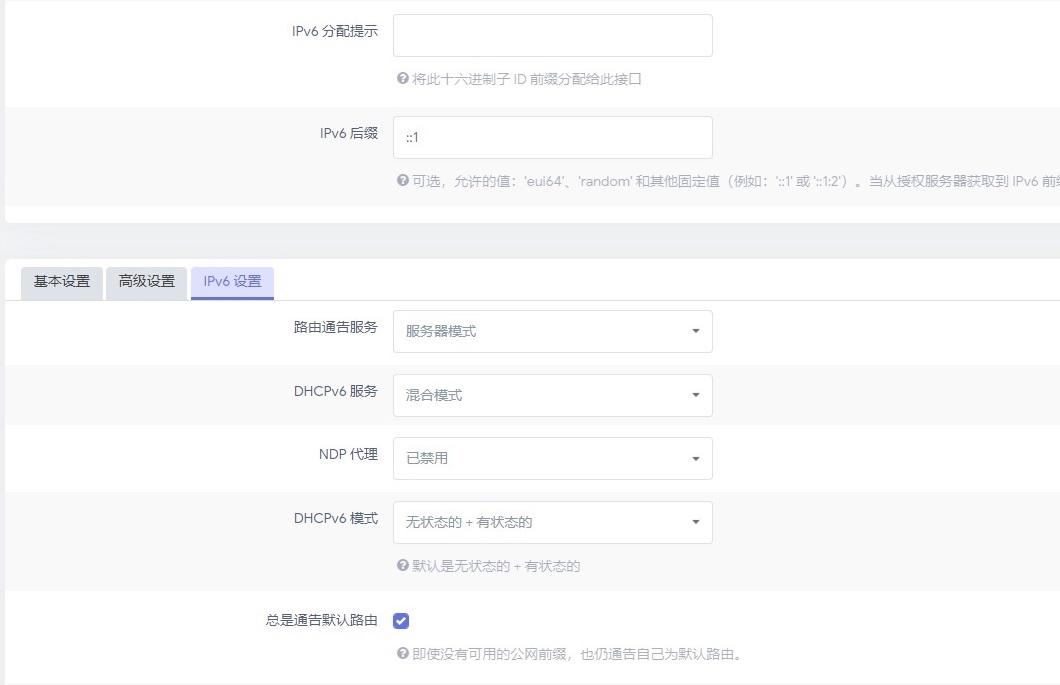 IPv6 分配提示
将此十六进制子 ID 前缀分配给此接口
IPv6 后缀
::1
可选，允许的值：'eui64'、'random' 和其他固定值（例如：'::1' 或 '::1:2'）。当从授权服务器获取到 IPv6 前
基本设置 高级设置 IPv6 设置
路由通告服务 服务器模式
DHCPv6 服务 混合模式
NDP 代理 已禁用
DHCPv6 模式 无状态的 + 有状态的
默认是无状态的 + 有状态的
总是通告默认路由
即使没有可用的公网前缀，也仍通告自己为默认路由。